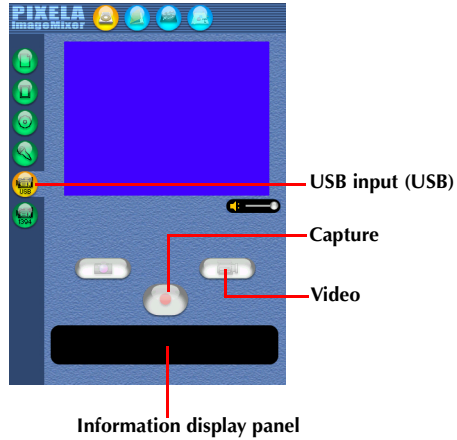 PIXELA
ImageMixer
USB
1394
USB input (USB)
Capture
Video
Information display panel